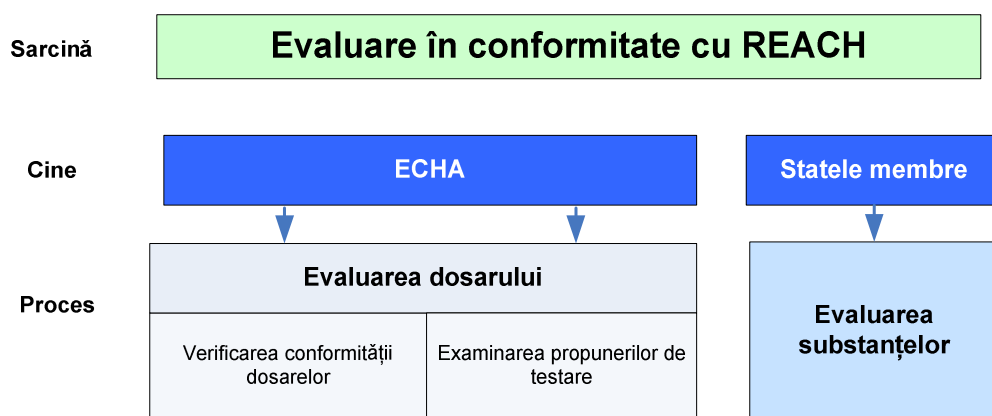 Sarcină
Evaluare în conformitate cu REACH
Cine
ECHA
Statele membre
Proces
Evaluarea dosarului
Verificarea conformității
dosarelor
Examinarea propunerilor de
testare
Evaluarea
substanțelor